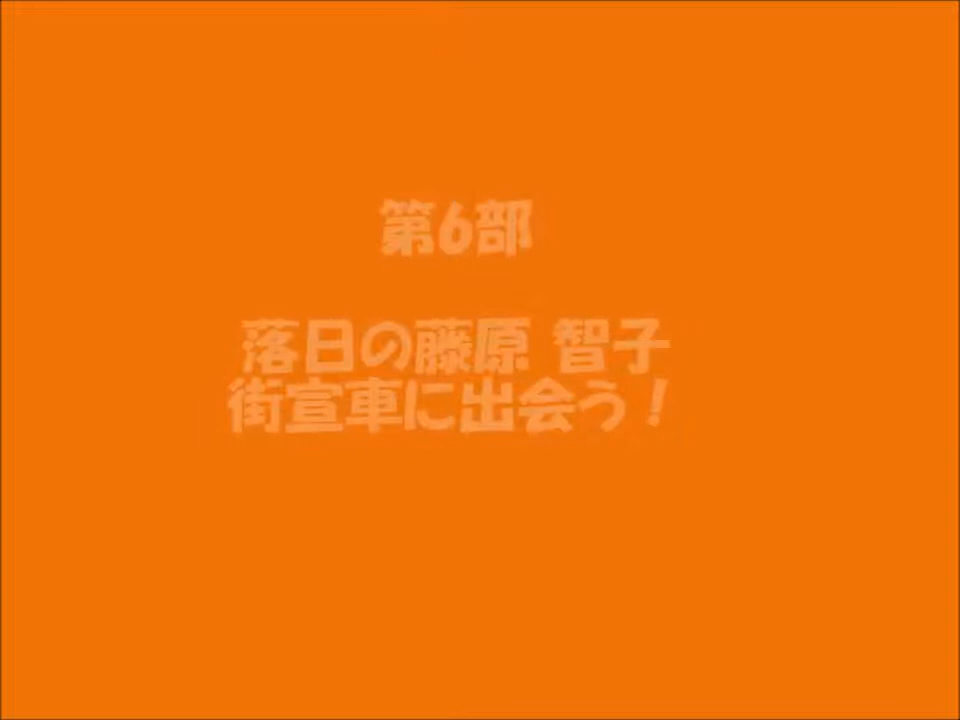 第6部
落日の藤原 智子
街宣車に出会う!